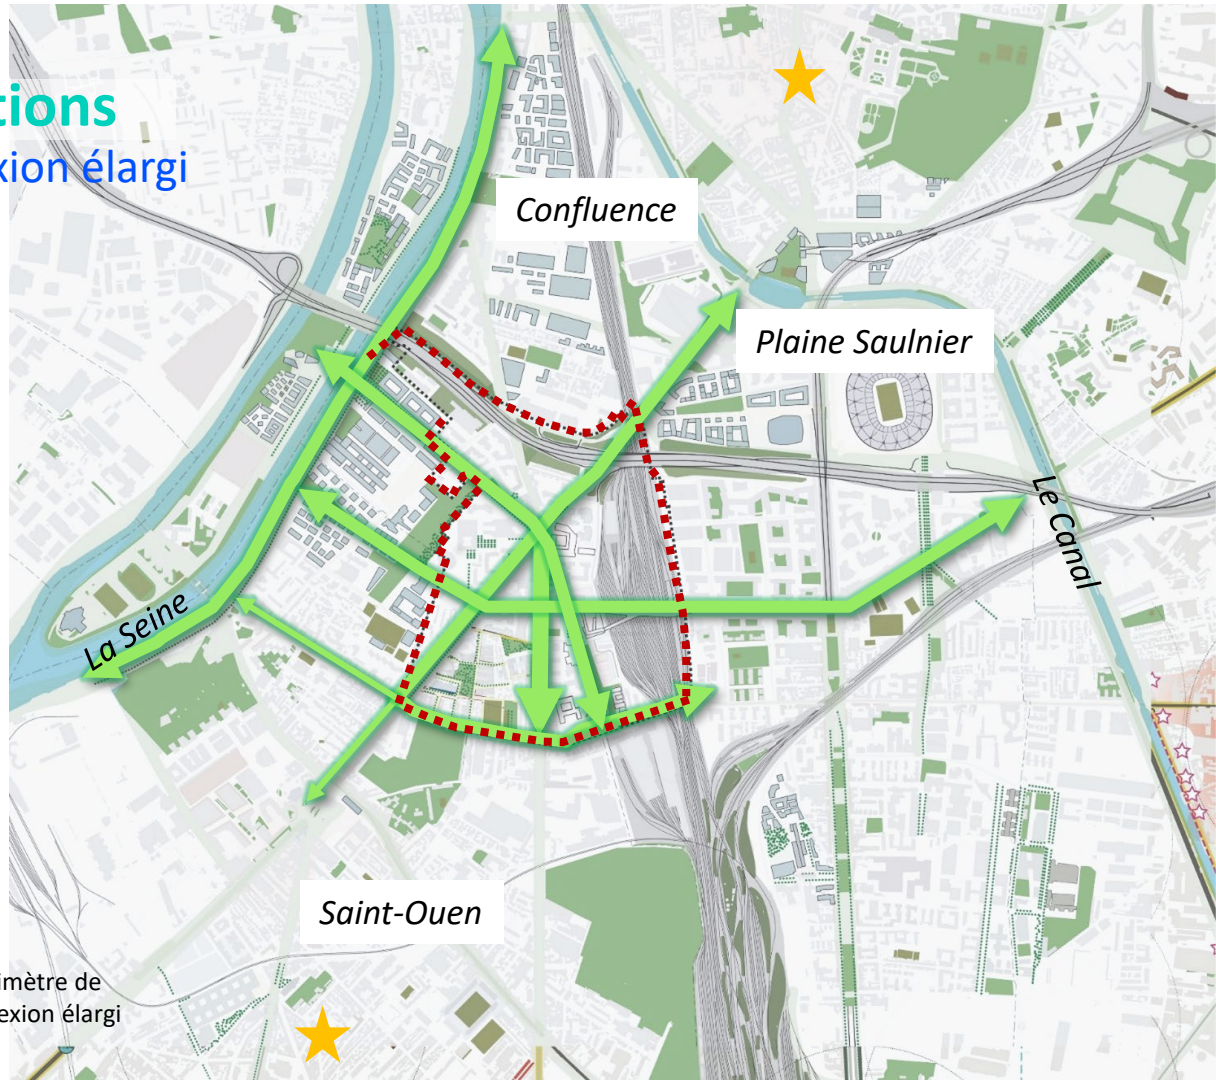 tions
xion élargi
Confluence
Plaine Saulnier
Le Canal
La Seine
Saint-Ouen
imètre de
exion élargi